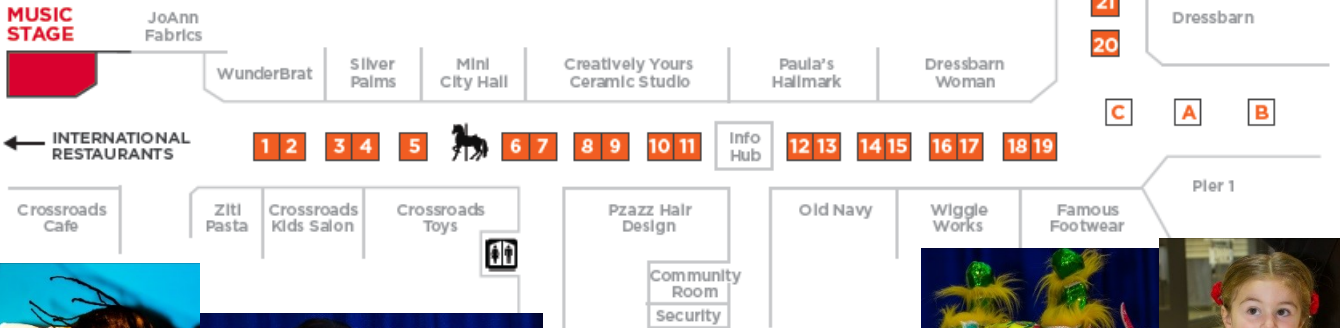 MUSIC
STAGE
JoAnn
Fabrics
21
Dressbarn
20
WunderBrat
Silver
Palms
Mini
City Hall
Creatively Yours
Ceramic Studio
Paula's
Hallmark
Dressbarn
Woman
C
A
B
INTERNATIONAL
RESTAURANTS
1 2
3 4
5
6 7
8 9
10 11
Info
Hub
12 13
14 15
16 17
18 19
Pier 1
Crossroads
Cafe
Ziti
Pasta
Crossroads
Kids Salon
Crossroads
Toys
Pzazz Hair
Design
Old Navy
Wiggle
Works
Famous
Footwear
Community
Room
Security